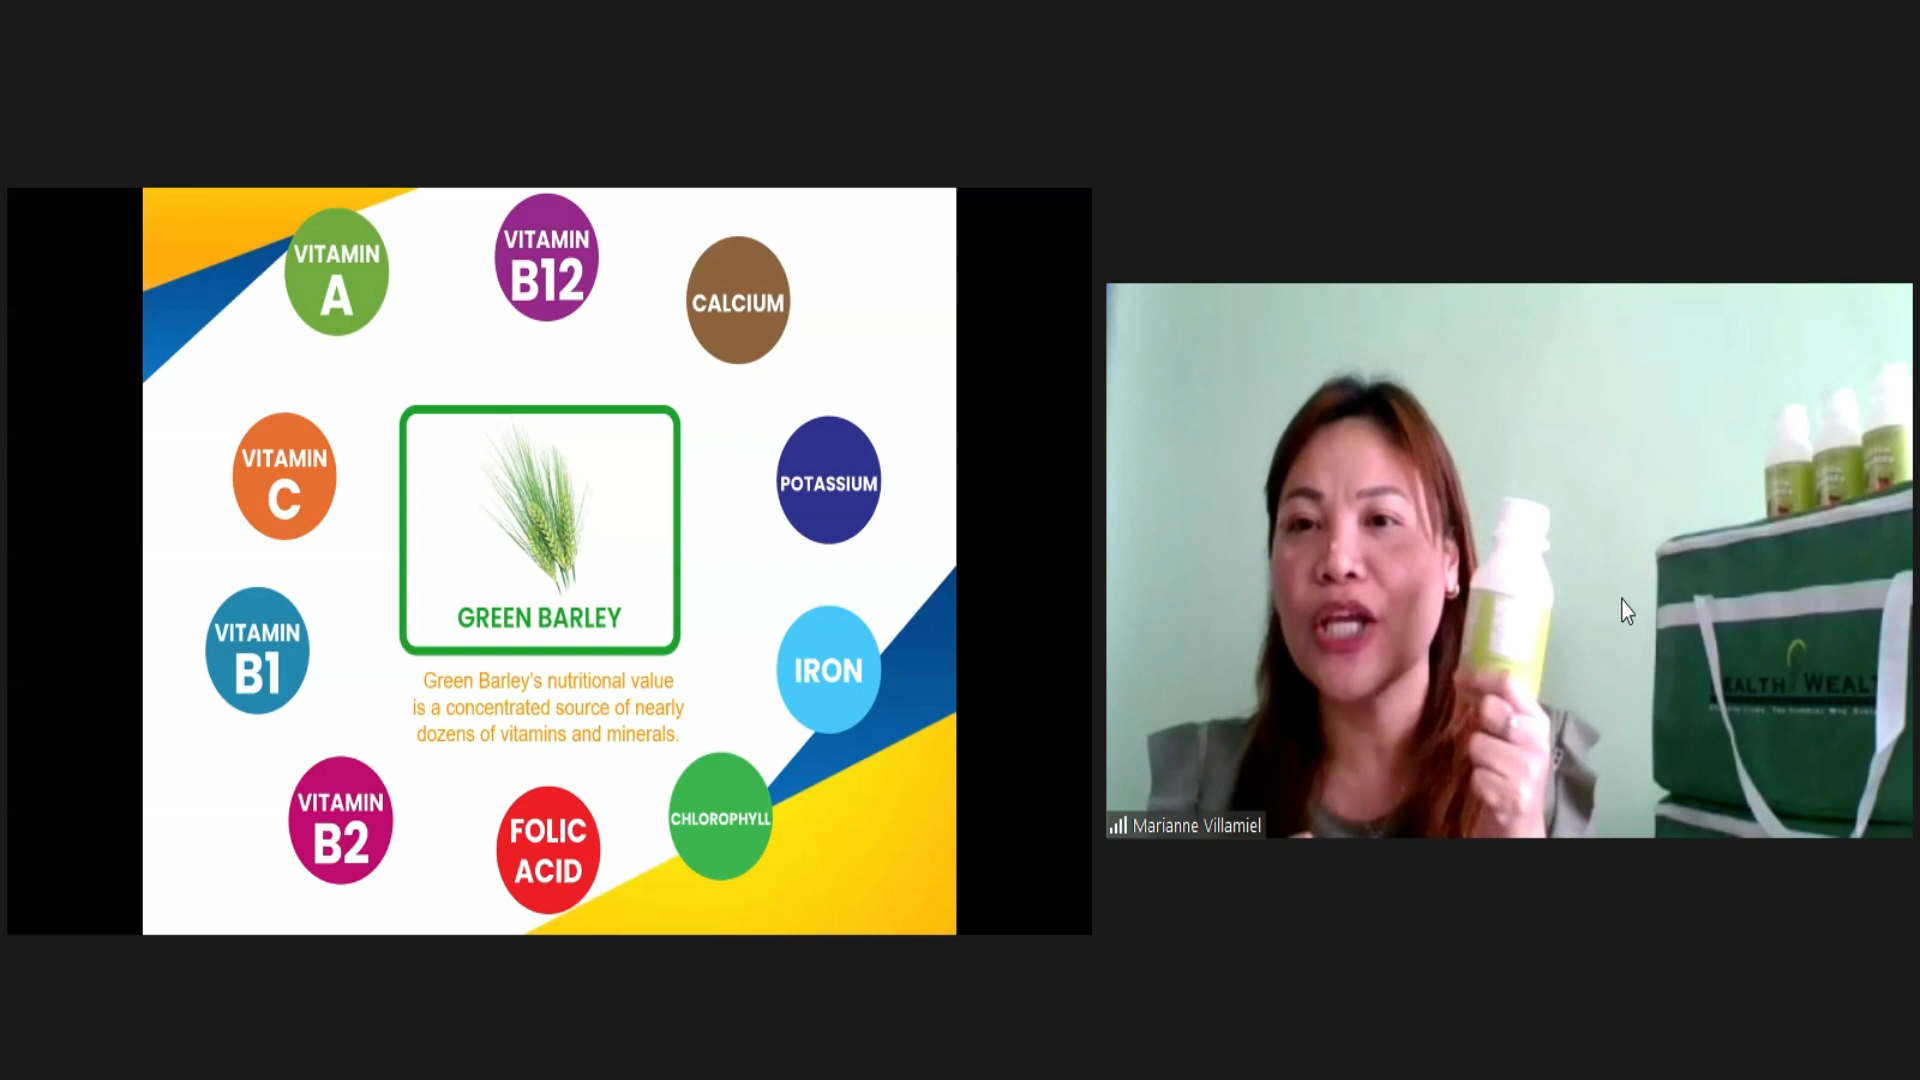 VITAMIN
A
VITAMIN
B12
CALCIUM
VITAMIN
C
POTASSIUM
GREEN BARLEY
VITAMIN
B1
IRON
Green Barley's nutritional value
is a concentrated source of nearly
dozens of vitamins and minerals.
VITAMIN
B2
FOLIC
ACID
CHLOROPHYLL
Marianne Villamiel